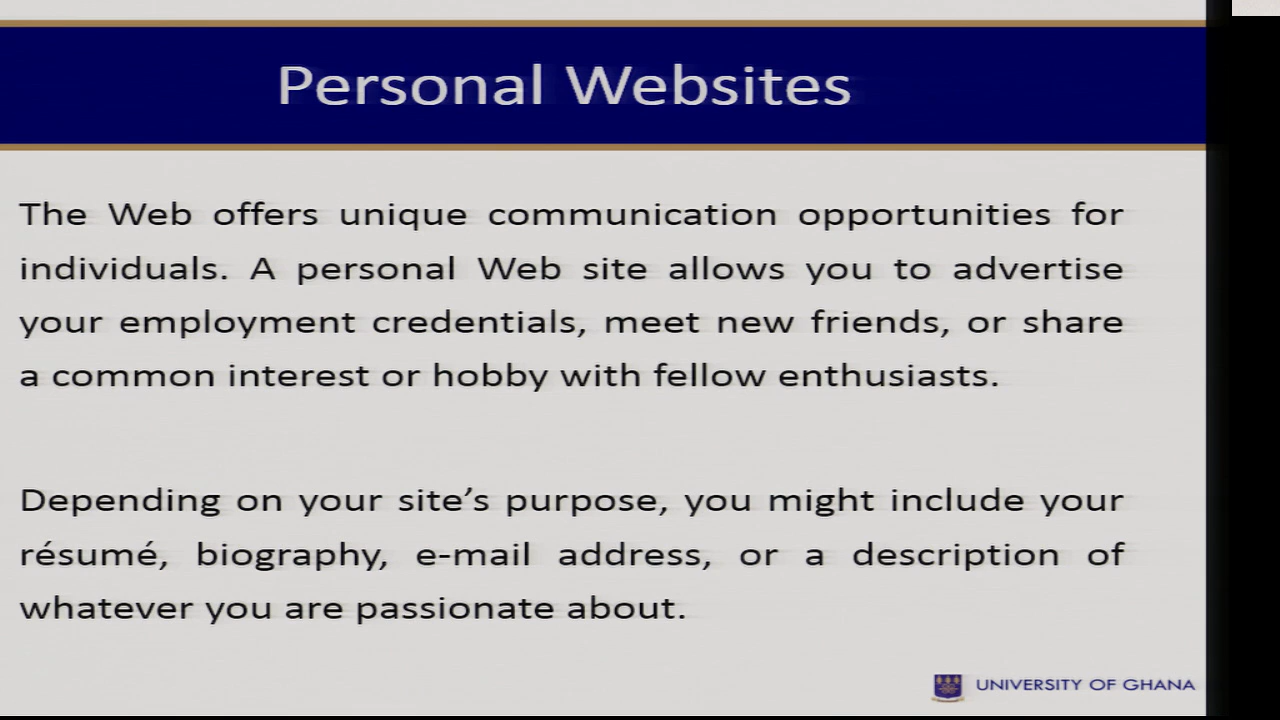 Personal Websites
The Web offers unique communication opportunities for
individuals. A personal Web site allows you to advertise
your employment credentials, meet new friends, or share
a common interest or hobby with fellow enthusiasts.
Depending on your site’s purpose, you might include your
résumé, biography, e-mail address, or a description of
whatever you are passionate about.
UNIVERSITY OF GHANA